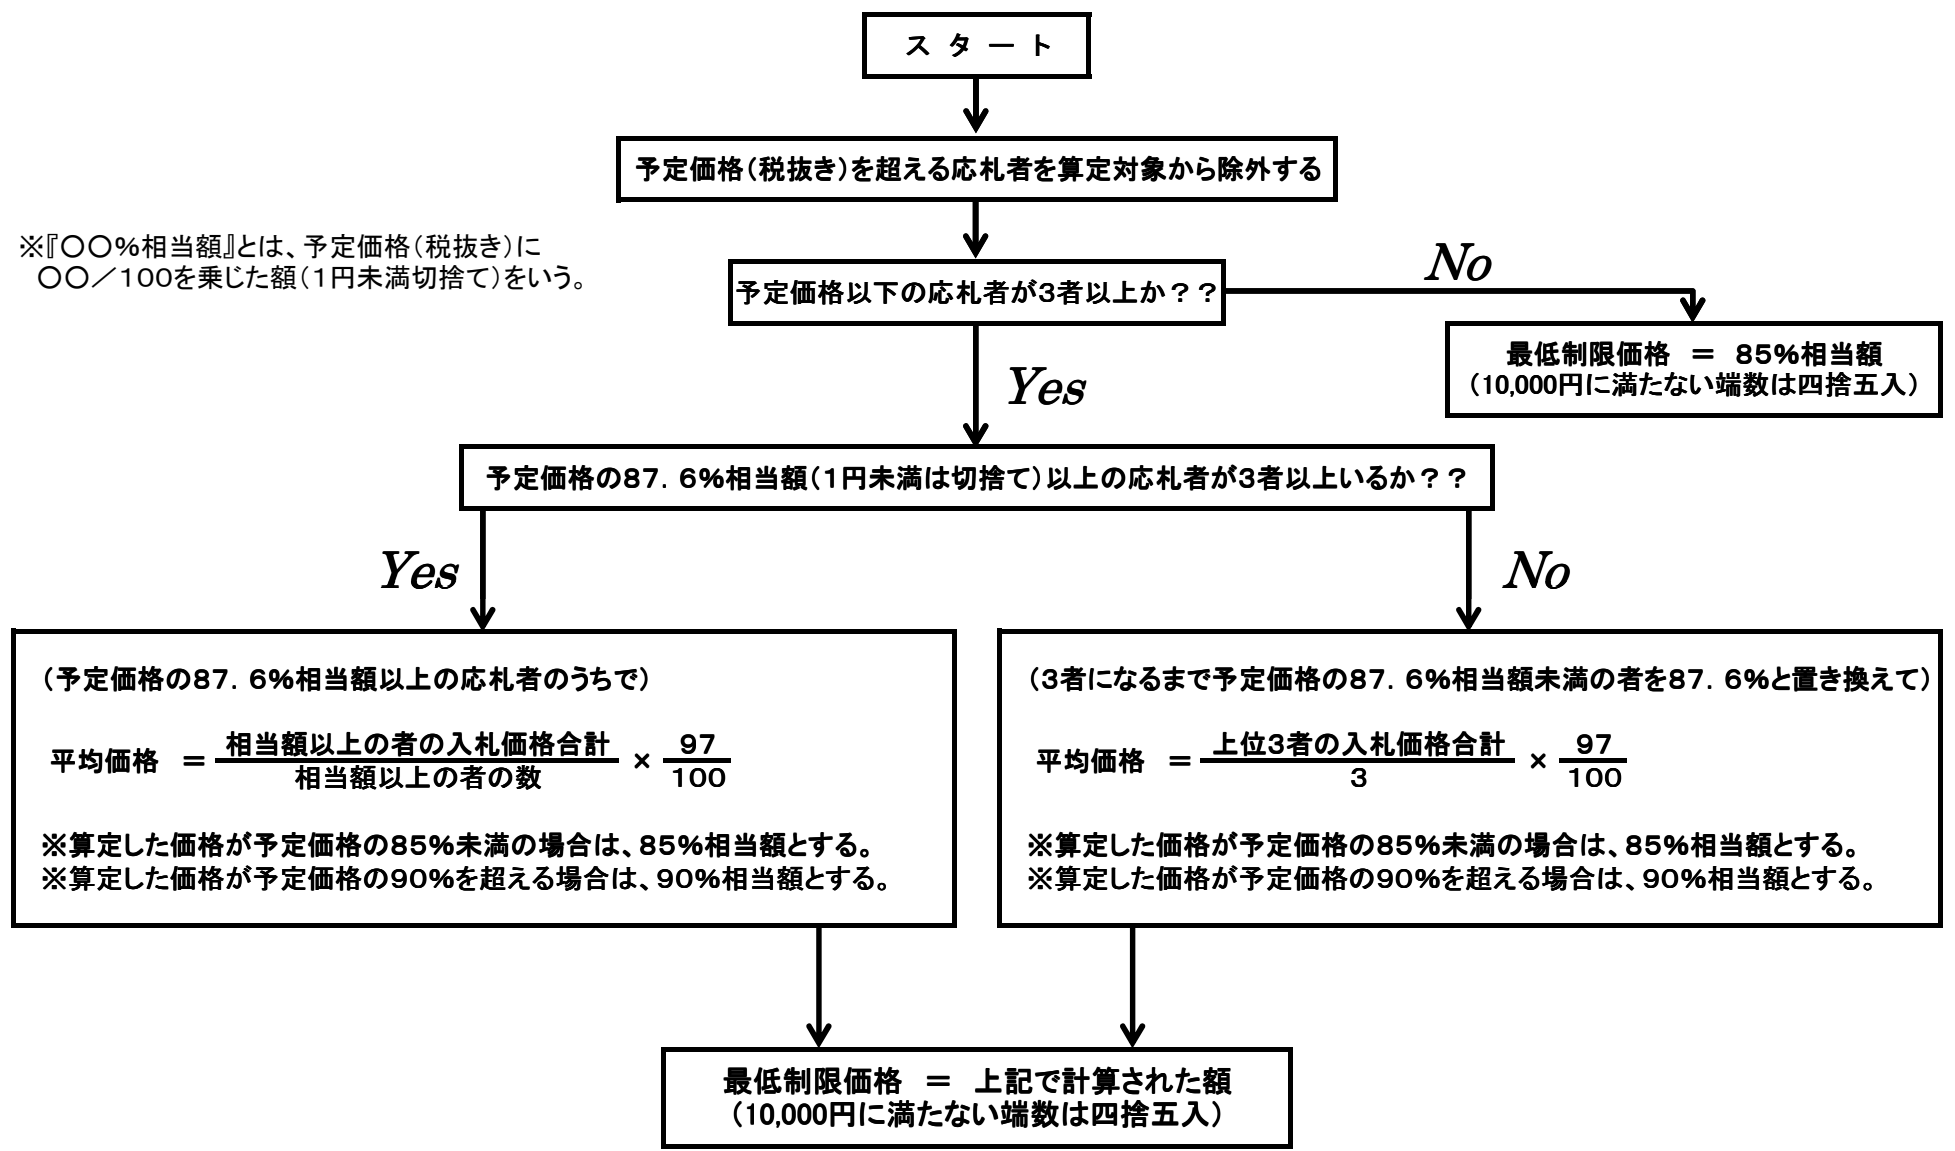 スタート
予定価格（税抜き）を超える応札者を算定対象から除外する
※『〇〇％相当額』とは、予定価格（税抜き）に
〇〇／１００を乗じた額（１円未満切捨て）をいう。
予定価格以下の応札者が３者以上か？？
No
最低制限価格　＝　８５％相当額
（10,000円に満たない端数は四捨五入）
Yes
予定価格の８７．６％相当額（１円未満は切捨て）以上の応札者が３者以上いるか？？
Yes
No
（予定価格の８７．６％相当額以上の応札者のうちで）
平均価格　＝　相当額以上の者の入札価格合計　×　９７
相当額以上の者の数　１００
※算定した価格が予定価格の８５％未満の場合は、８５％相当額とする。
※算定した価格が予定価格の９０％を超える場合は、９０％相当額とする。
（３者になるまで予定価格の８７．６％相当額未満の者を８７．６％と置き換えて）
平均価格　＝　上位３者の入札価格合計　×　９７
３　１００
※算定した価格が予定価格の８５％未満の場合は、８５％相当額とする。
※算定した価格が予定価格の９０％を超える場合は、９０％相当額とする。
最低制限価格　＝　上記で計算された額
（10,000円に満たない端数は四捨五入）